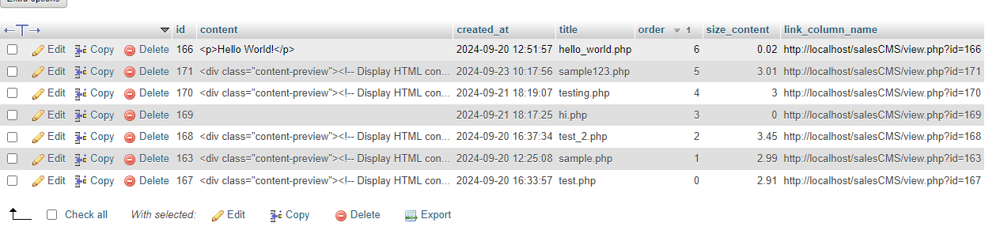 Extra options
id content created_at title order 1 size_content link_column_name
Edit Copy Delete 166 <p>Hello World!</p> 2024-09-20 12:51:57 hello_world.php 6 0.02 http://localhost/salesCMS/view.php?id=166
Edit Copy Delete 171 <div class="content-preview"><!-- Display HTML con... 2024-09-23 10:17:56 sample123.php 5 3.01 http://localhost/salesCMS/view.php?id=171
Edit Copy Delete 170 <div class="content-preview"><!-- Display HTML con... 2024-09-21 18:19:07 testing.php 4 3 http://localhost/salesCMS/view.php?id=170
Edit Copy Delete 169 2024-09-21 18:17:25 hi.php 3 0 http://localhost/salesCMS/view.php?id=169
Edit Copy Delete 168 <div class="content-preview"><!-- Display HTML con... 2024-09-20 16:37:34 test_2.php 2 3.45 http://localhost/salesCMS/view.php?id=168
Edit Copy Delete 163 <div class="content-preview"><!-- Display HTML con... 2024-09-20 12:25:08 sample.php 1 2.99 http://localhost/salesCMS/view.php?id=163
Edit Copy Delete 167 <div class="content-preview"><!-- Display HTML con... 2024-09-20 16:33:57 test.php 0 2.91 http://localhost/salesCMS/view.php?id=167
Check all With selected: Edit Copy Delete Export